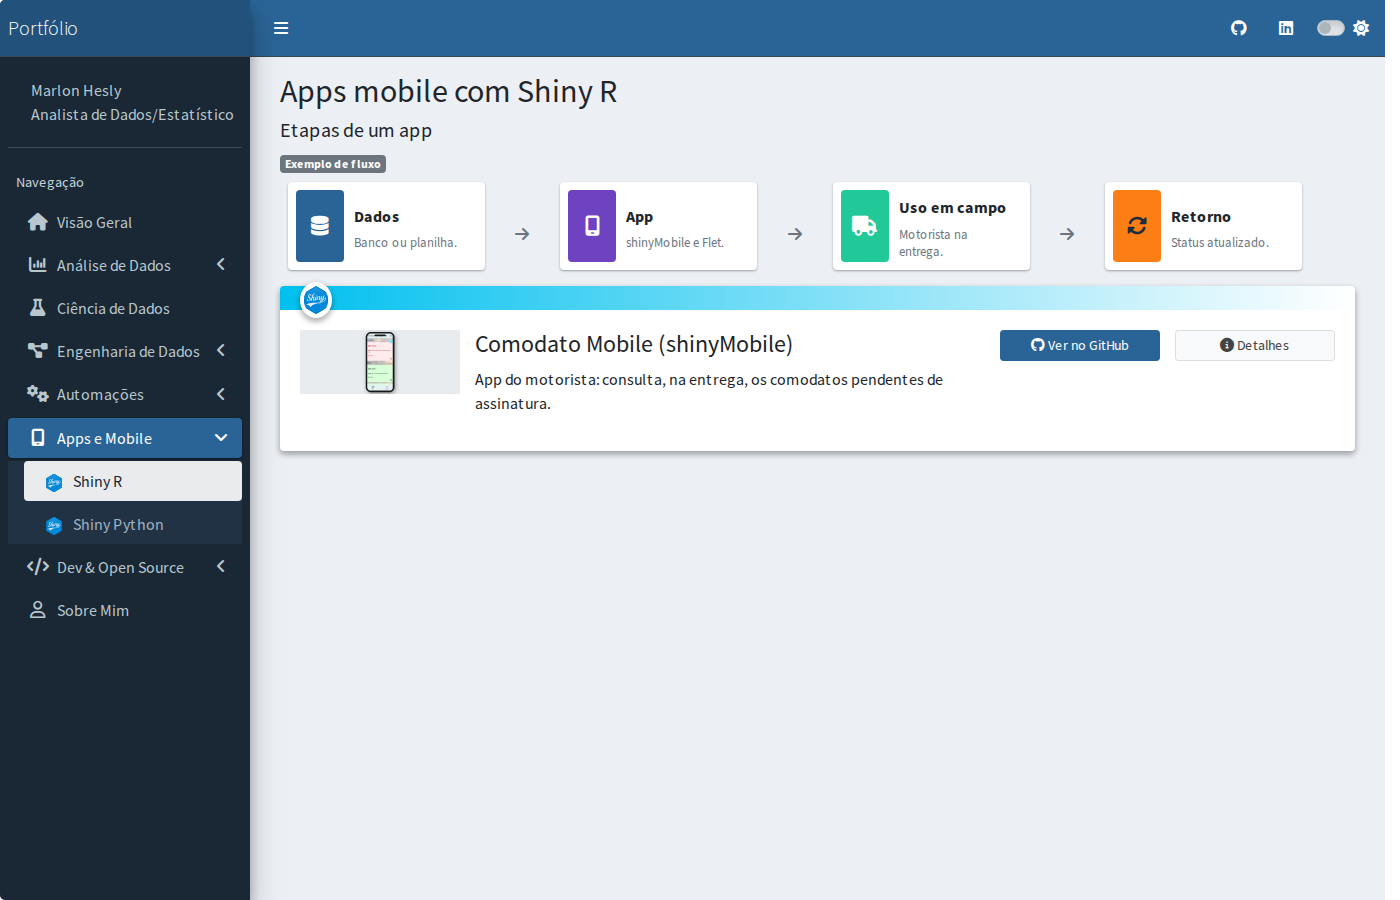 Portfólio
Marlon Hesly
Analista de Dados/Estatístico
Navegação
Visão Geral
Análise de Dados
Ciência de Dados
Engenharia de Dados
Automações
Apps e Mobile
Shiny R
Shiny Python
Dev & Open Source
Sobre Mim
Apps mobile com Shiny R
Etapas de um app
Exemplo de fluxo
Dados
Banco ou planilha.
App
shinyMobile e Flet.
Uso em campo
Motorista na
entrega.
Retorno
Status atualizado.
Shiny
Comodato Mobile (shinyMobile)
App do motorista: consulta, na entrega, os comodatos pendentes de
assinatura.
Ver no GitHub
Detalhes